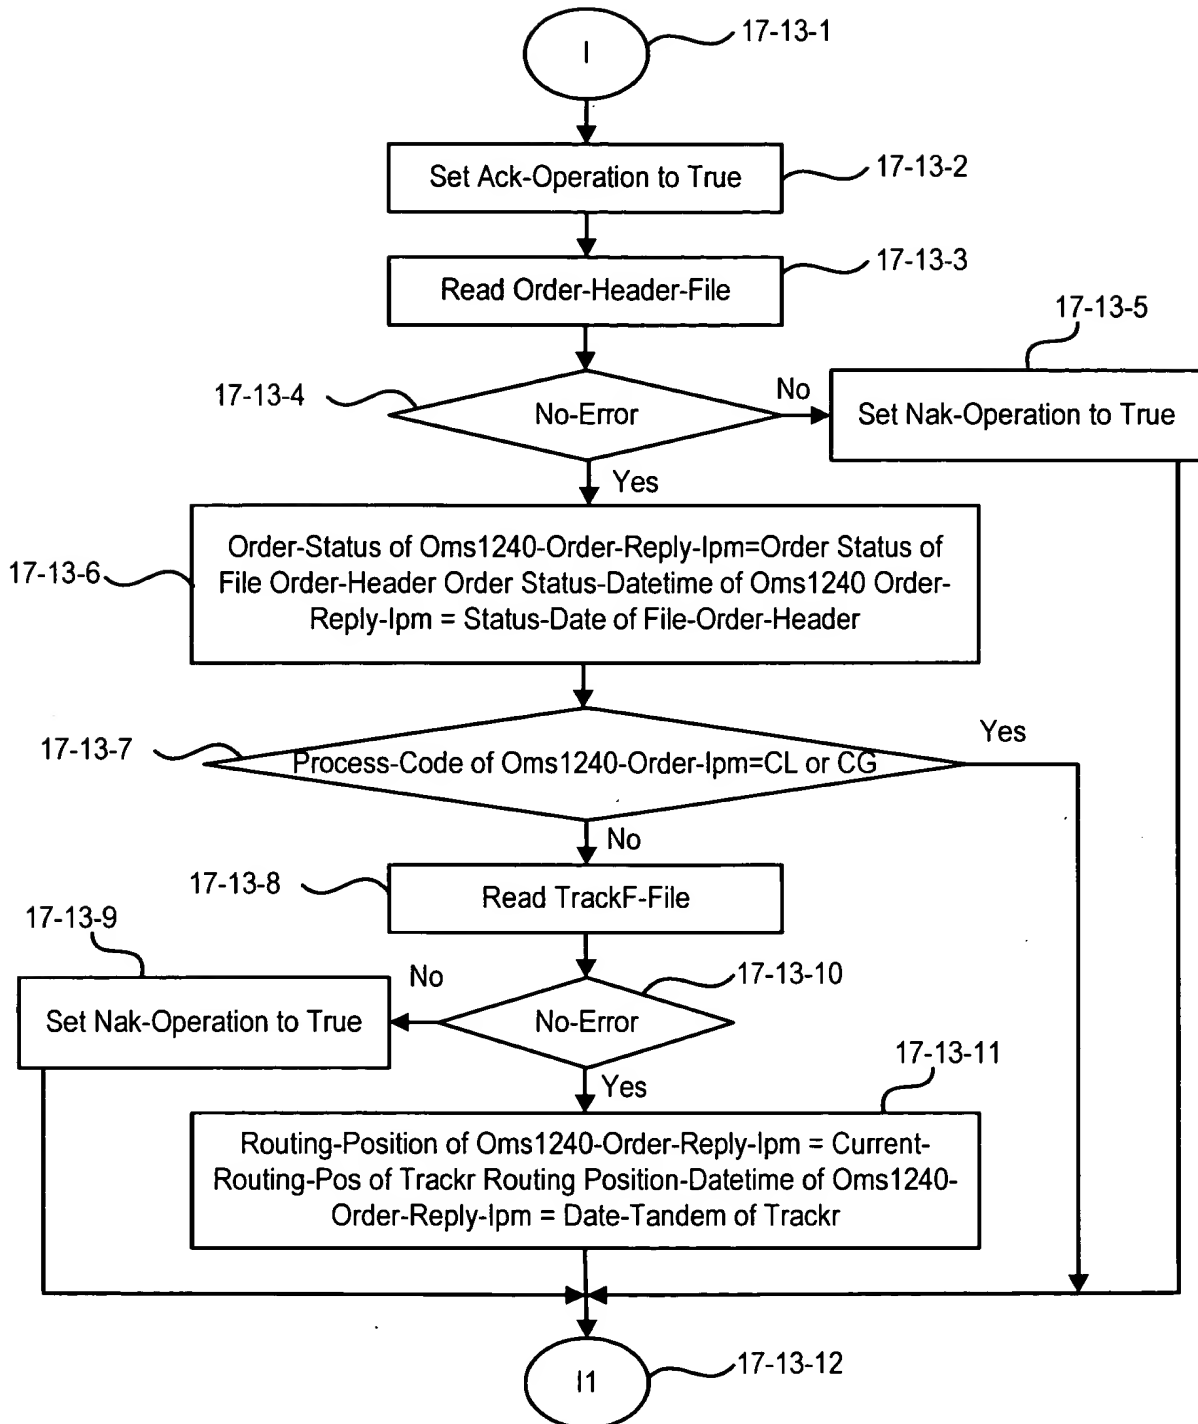 I
17-13-1
Set Ack-Operation to True
17-13-2
Read Order-Header-File
17-13-3
17-13-4
No-Error
No
17-13-5
Set Nak-Operation to True
Yes
17-13-6
Order-Status of Oms1240-Order-Reply-Ipm=Order Status of
File Order-Header Order Status-Datetime of Oms1240 Order-
Reply-Ipm = Status-Date of File-Order-Header
17-13-7
Process-Code of Oms1240-Order-Ipm=CL or CG
Yes
No
17-13-8
Read TrackF-File
17-13-9
Set Nak-Operation to True
No
17-13-10
No-Error
Yes
17-13-11
Routing-Position of Oms1240-Order-Reply-Ipm = Current-
Routing-Pos of Trackr Routing Position-Datetime of Oms1240-
Order-Reply-Ipm = Date-Tandem of Trackr
I1
17-13-12